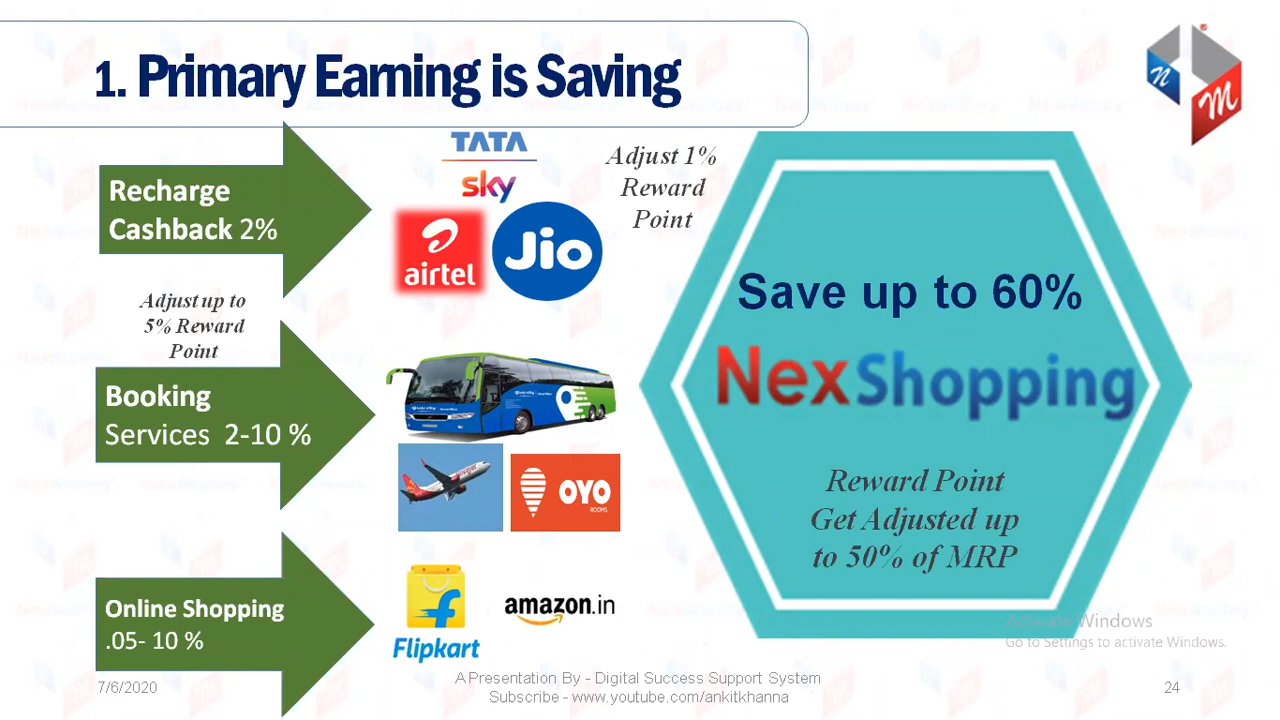 1. Primary Earning is Saving
n
m
®
Recharge
Cashback 2%
TATA
sky
airtel
Jio
Adjust 1%
Reward
Point
Adjust up to
5% Reward
Point
Booking
Services 2-10 %
OYO
ROOMS
Online Shopping
.05- 10 %
Flipkart
amazon.in
Save up to 60%
NexShopping
Reward Point
Get Adjusted up
to 50% of MRP
Activate Windows
Go to Settings to activate Windows.
7/6/2020
A Presentation By - Digital Success Support System
Subscribe - www.youtube.com/ankitkhanna
24